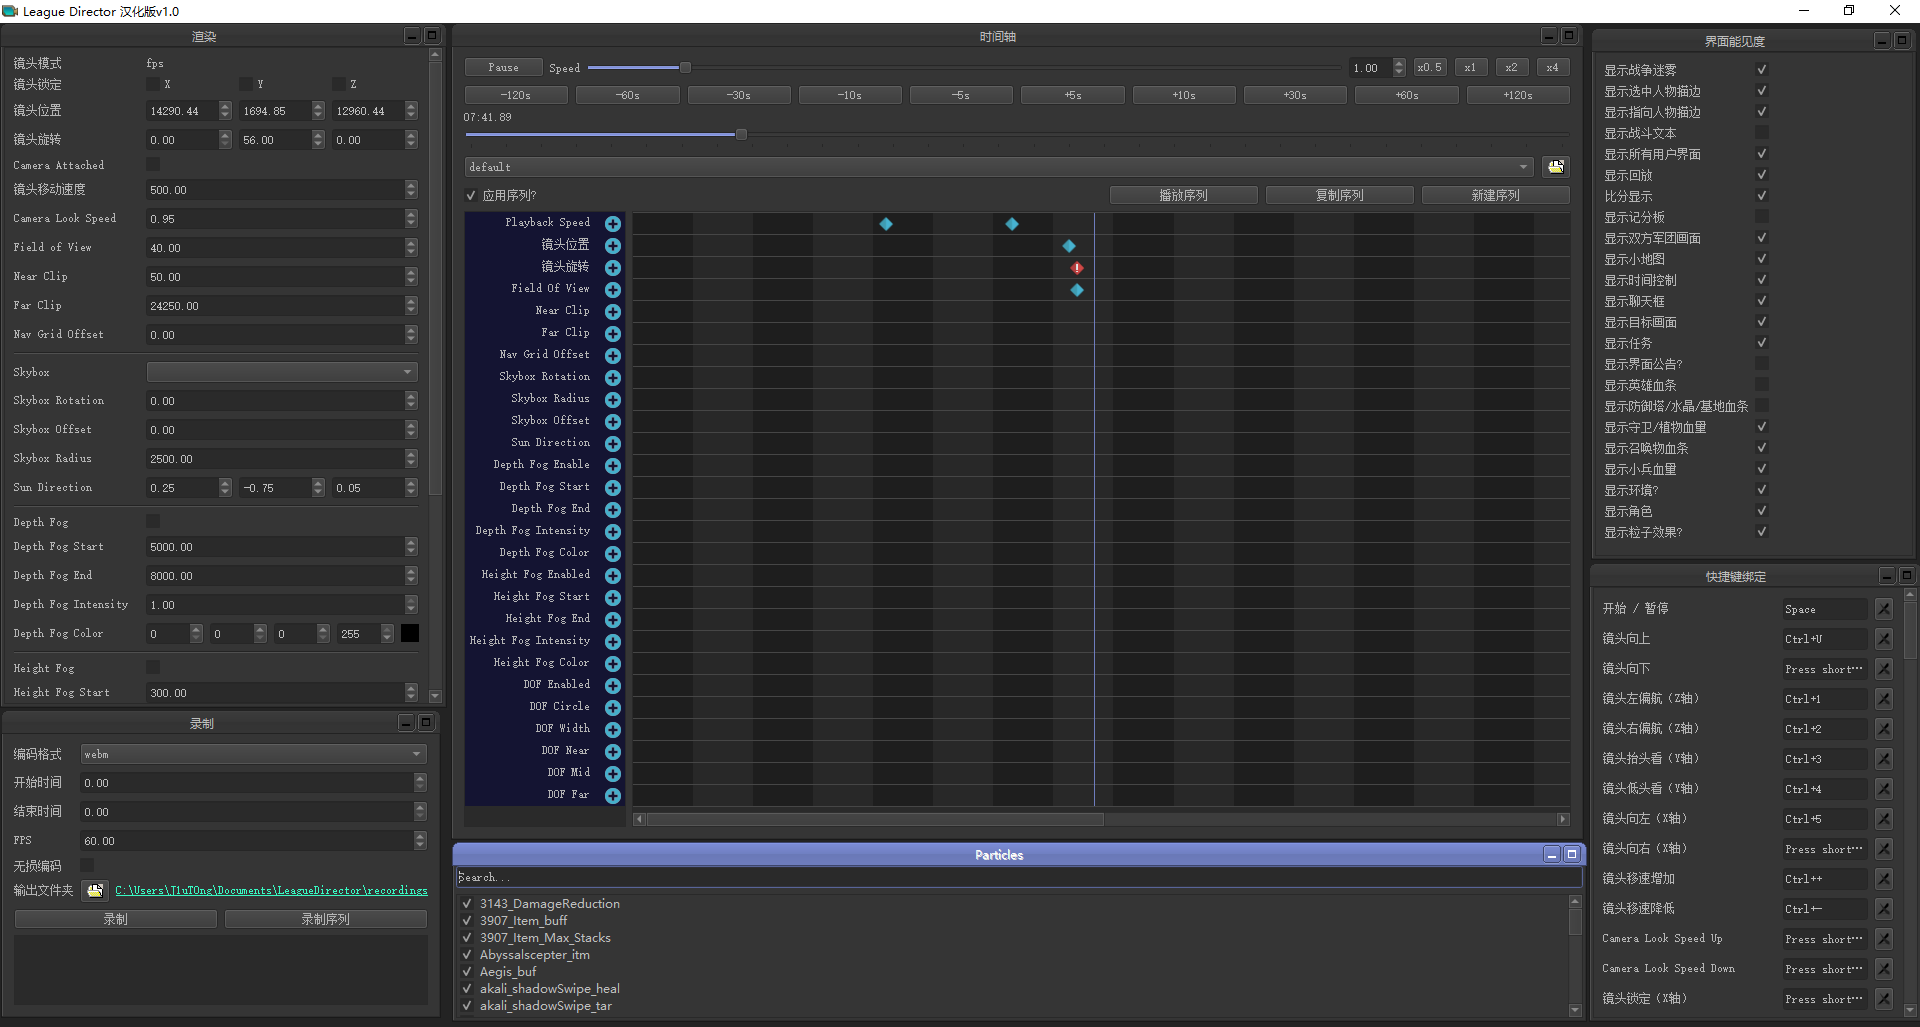 League Director 汉化版v1.0
渲染
镜头模式 fps
镜头锁定 X Y Z
镜头位置 14290.44 1694.85 12960.44
镜头旋转 0.00 56.00 0.00
Camera Attached
镜头移动速度 500.00
Camera Look Speed 0.95
Field of View 40.00
Near Clip 50.00
Far Clip 24250.00
Nav Grid Offset 0.00
Skybox
Skybox Rotation 0.00
Skybox Offset 0.00
Skybox Radius 2500.00
Sun Direction 0.25 -0.75 0.05
Depth Fog
Depth Fog Start 5000.00
Depth Fog End 8000.00
Depth Fog Intensity 1.00
Depth Fog Color 0 0 0 255
Height Fog
Height Fog Start 300.00
录制
编码格式 webm
开始时间 0.00
结束时间 0.00
FPS 60.00
无损编码
输出文件夹 C:\Users\T1uTOng\Documents\LeagueDirector\recordings
录制 录制序列
时间轴
Pause Speed 1.00 x0.5 x1 x2 x4
-120s -60s -30s -10s -5s +5s +10s +30s +60s +120s
07:41.89
default
应用序列? 播放序列 复制序列 新建序列
Playback Speed
镜头位置
镜头旋转
Field Of View
Near Clip
Far Clip
Nav Grid Offset
Skybox Rotation
Skybox Radius
Skybox Offset
Sun Direction
Depth Fog Enable
Depth Fog Start
Depth Fog End
Depth Fog Intensity
Depth Fog Color
Height Fog Enabled
Height Fog Start
Height Fog End
Height Fog Intensity
Height Fog Color
DOF Enabled
DOF Circle
DOF Width
DOF Near
DOF Mid
DOF Far
Particles
Search...
3143_DamageReduction
3907_Item_buff
3907_Item_Max_Stacks
Abyssalscepter_itm
Aegis_buf
akali_shadowSwipe_heal
akali_shadowSwipe_tar
界面能见度
显示战争迷雾
显示选中人物描边
显示指向人物描边
显示战斗文本
显示所有用户界面
显示回放
比分显示
显示记分板
显示双方军团画面
显示小地图
显示时间控制
显示聊天框
显示目标画面
显示任务
显示界面公告?
显示英雄血条
显示防御塔/水晶/基地血条
显示守卫/植物血量
显示召唤物血条
显示小兵血量
显示环境?
显示角色
显示粒子效果?
快捷键绑定
开始 / 暂停 Space
镜头向上 Ctrl+U
镜头向下 Press short…
镜头左偏航（Z轴） Ctrl+1
镜头右偏航（Z轴） Ctrl+2
镜头抬头看（Y轴） Ctrl+3
镜头低头看（Y轴） Ctrl+4
镜头向左（X轴） Ctrl+5
镜头向右（X轴） Press short…
镜头移速增加 Ctrl++
镜头移速降低 Ctrl+-
Camera Look Speed Up Press short…
Camera Look Speed Down Press short…
镜头锁定（X轴） Press short…